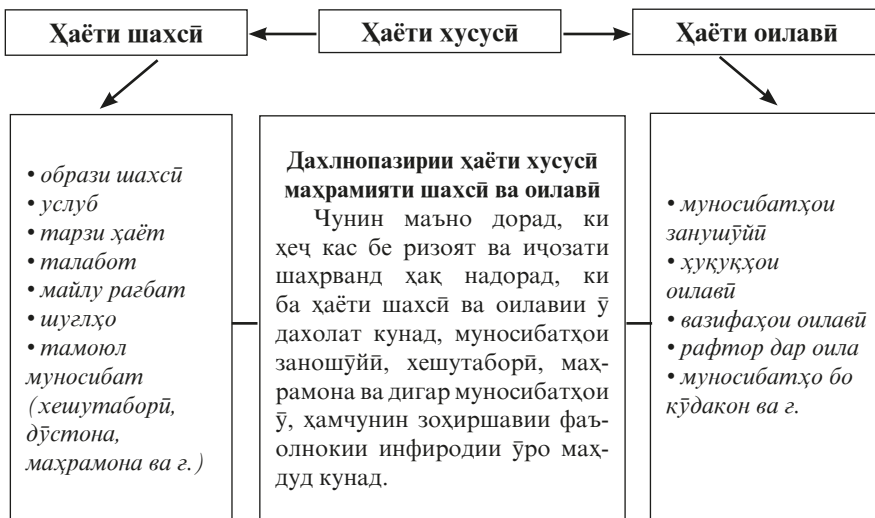 Ҳаёти шахсӣ
Ҳаёти хусусӣ
Ҳаёти оилавӣ
• образи шахсӣ
• услуб
• тарзи ҳаёт
• талабот
• майлу рағбат
• шуғлҳо
• тамоюл
муносибат
(хешутаборӣ,
дӯстона,
маҳрамона ва ғ.)
Дахлнопазирии ҳаёти хусусӣ
маҳрамияти шахсӣ ва оилавӣ
Чунин маъно дорад, ки
ҳеҷ кас бе ризоят ва иҷозати
шаҳрванд ҳақ надорад, ки
ба ҳаёти шахсӣ ва оилавии ӯ
дахолат кунад, муносибатҳои
заношӯйӣ, хешутаборӣ, маҳ-
рамона ва дигар муносибатҳои
ӯ, ҳамчунин зоҳиршавии фаъ-
олнокии инфиродии ӯро маҳ-
дуд кунад.
• муносибатҳои
занушӯйӣ
• ҳуқуқҳои
оилавӣ
• вазифаҳои оилавӣ
• рафтор дар оила
• муносибатҳо бо
кӯдакон ва ғ.